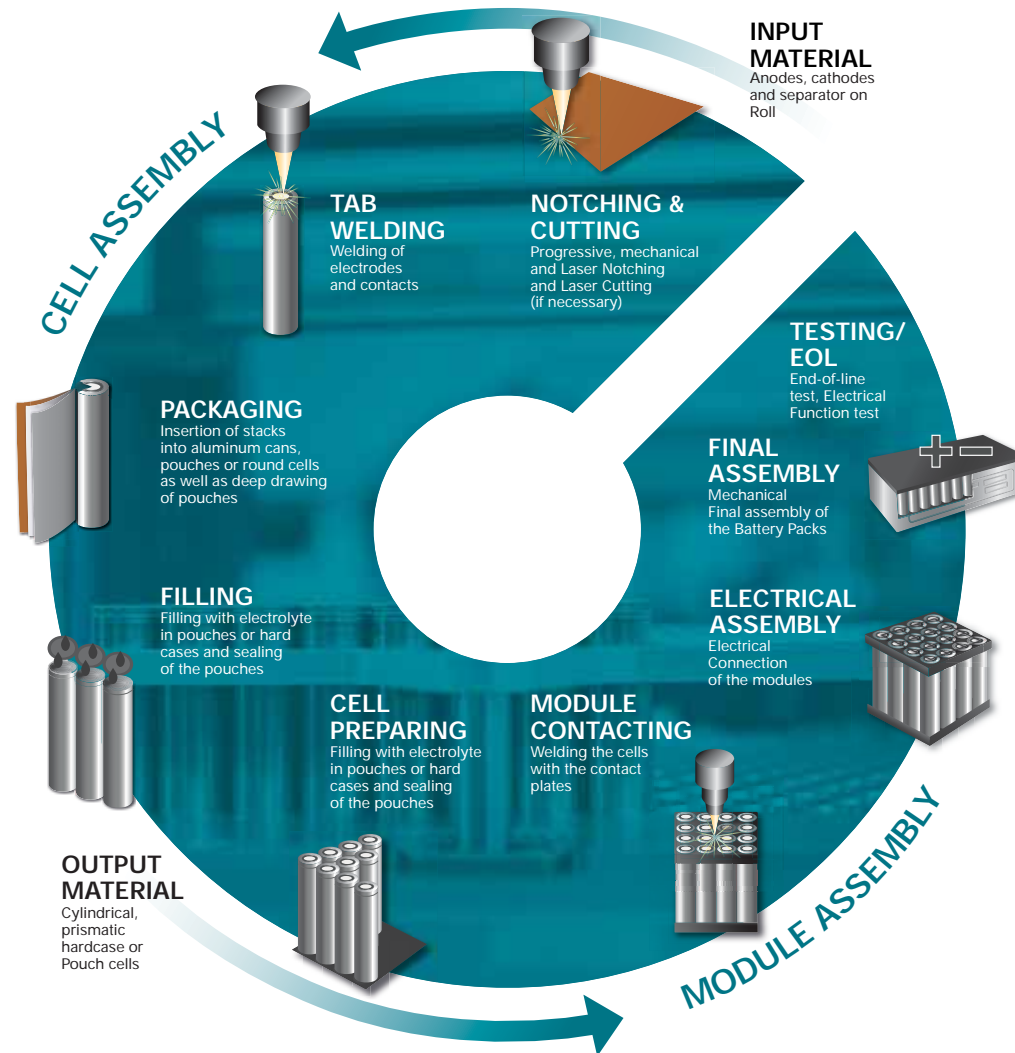 INPUT
MATERIAL
Anodes, cathodes
and separator on
Roll
CELL ASSEMBLY
NOTCHING &
CUTTING
Progressive, mechanical
and Laser Notching
and Laser Cutting
(if necessary)
TAB
WELDING
Welding of
electrodes
and contacts
PACKAGING
Insertion of stacks
into aluminum cans,
pouches or round cells
as well as deep drawing
of pouches
FILLING
Filling with electrolyte
in pouches or hard
cases and sealing
of the pouches
OUTPUT
MATERIAL
Cylindrical,
prismatic
hardcase or
Pouch cells
CELL
PREPARING
Filling with electrolyte
in pouches or hard
cases and sealing
of the pouches
MODULE
CONTACTING
Welding the cells
with the contact
plates
MODULE ASSEMBLY
ELECTRICAL
ASSEMBLY
Electrical
Connection
of the modules
FINAL
ASSEMBLY
Mechanical
Final assembly of
the Battery Packs
TESTING/
EOL
End-of-line
test, Electrical
Function test